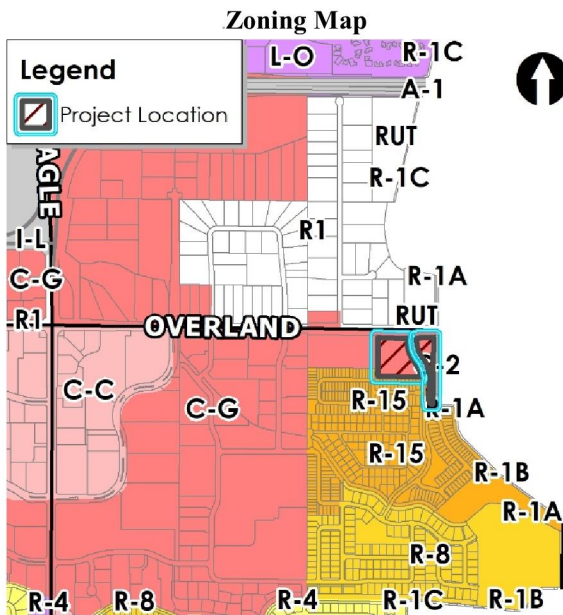 Zoning Map
L-O
R-1C
Legend
A-1
Project Location
RUT
AGLE
R-1C
R1
I-L
C-G
R-1A
R1
OVERLAND
RUT
-2
C-C
R-15
C-G
R-1A
R-15
R-1B
R-1A
R-8
R-4
R-8
R-4
R-1C
R-1B